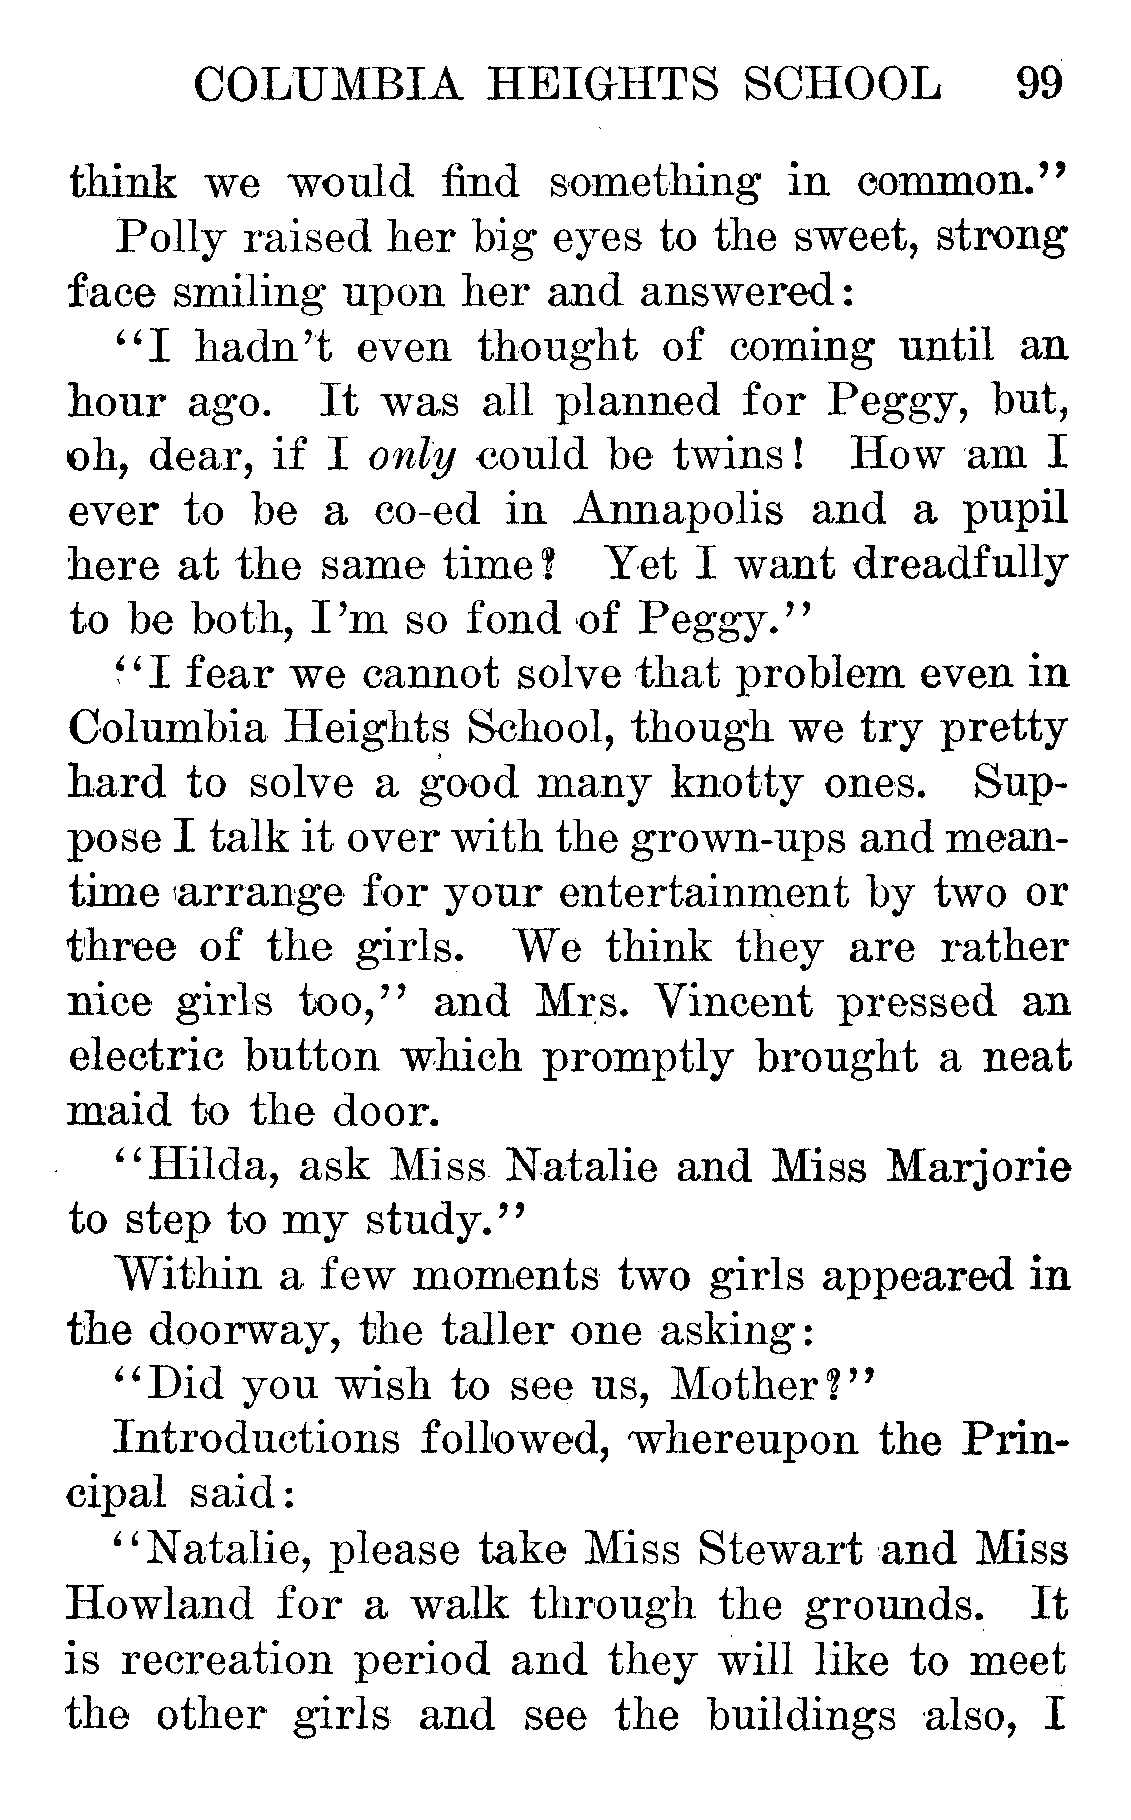 COLUMBIA HEIGHTS SCHOOL 99
think we would find something in common."
Polly raised her big eyes to the sweet, strong
face smiling upon her and answered:
"I hadn't even thought of coming until an
hour ago. It was all planned for Peggy, but,
oh, dear, if I only could be twins! How am I
ever to be a co-ed in Annapolis and a pupil
here at the same time? Yet I want dreadfully
to be both, I'm so fond of Peggy."
"I fear we cannot solve that problem even in
Columbia Heights School, though we try pretty
hard to solve a good many knotty ones. Sup-
pose I talk it over with the grown-ups and mean-
time arrange for your entertainment by two or
three of the girls. We think they are rather
nice girls too," and Mrs. Vincent pressed an
electric button which promptly brought a neat
maid to the door.
"Hilda, ask Miss Natalie and Miss Marjorie
to step to my study."
Within a few moments two girls appeared in
the doorway, the taller one asking:
"Did you wish to see us, Mother?"
Introductions followed, whereupon the Prin-
cipal said:
"Natalie, please take Miss Stewart and Miss
Howland for a walk through the grounds. It
is recreation period and they will like to meet
the other girls and see the buildings also, I